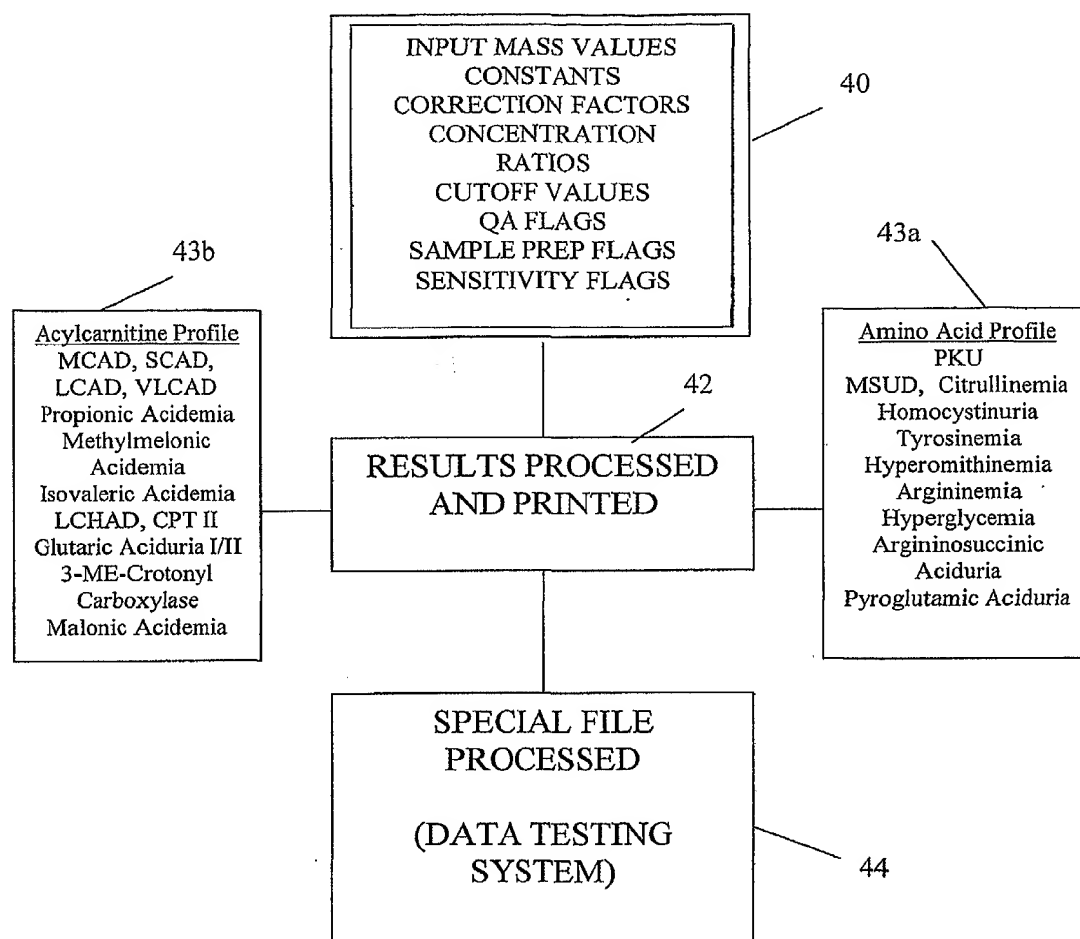 INPUT MASS VALUES
CONSTANTS
CORRECTION FACTORS
CONCENTRATION
RATIOS
CUTOFF VALUES
QA FLAGS
SAMPLE PREP FLAGS
SENSITIVITY FLAGS
40
43b
43a
Acylcarnitine Profile
MCAD, SCAD,
LCAD, VLCAD
Propionic Acidemia
Methylmelonic
Acidemia
Isovaleric Acidemia
LCHAD, CPT II
Glutaric Aciduria I/II
3-ME-Crotonyl
Carboxylase
Malonic Acidemia
42
RESULTS PROCESSED
AND PRINTED
Amino Acid Profile
PKU
MSUD, Citrullinemia
Homocystinuria
Tyrosinemia
Hyperornithinemia
Argininemia
Hyperglycemia
Argininosuccinic
Aciduria
Pyroglutamic Aciduria
SPECIAL FILE
PROCESSED
(DATA TESTING
SYSTEM)
44